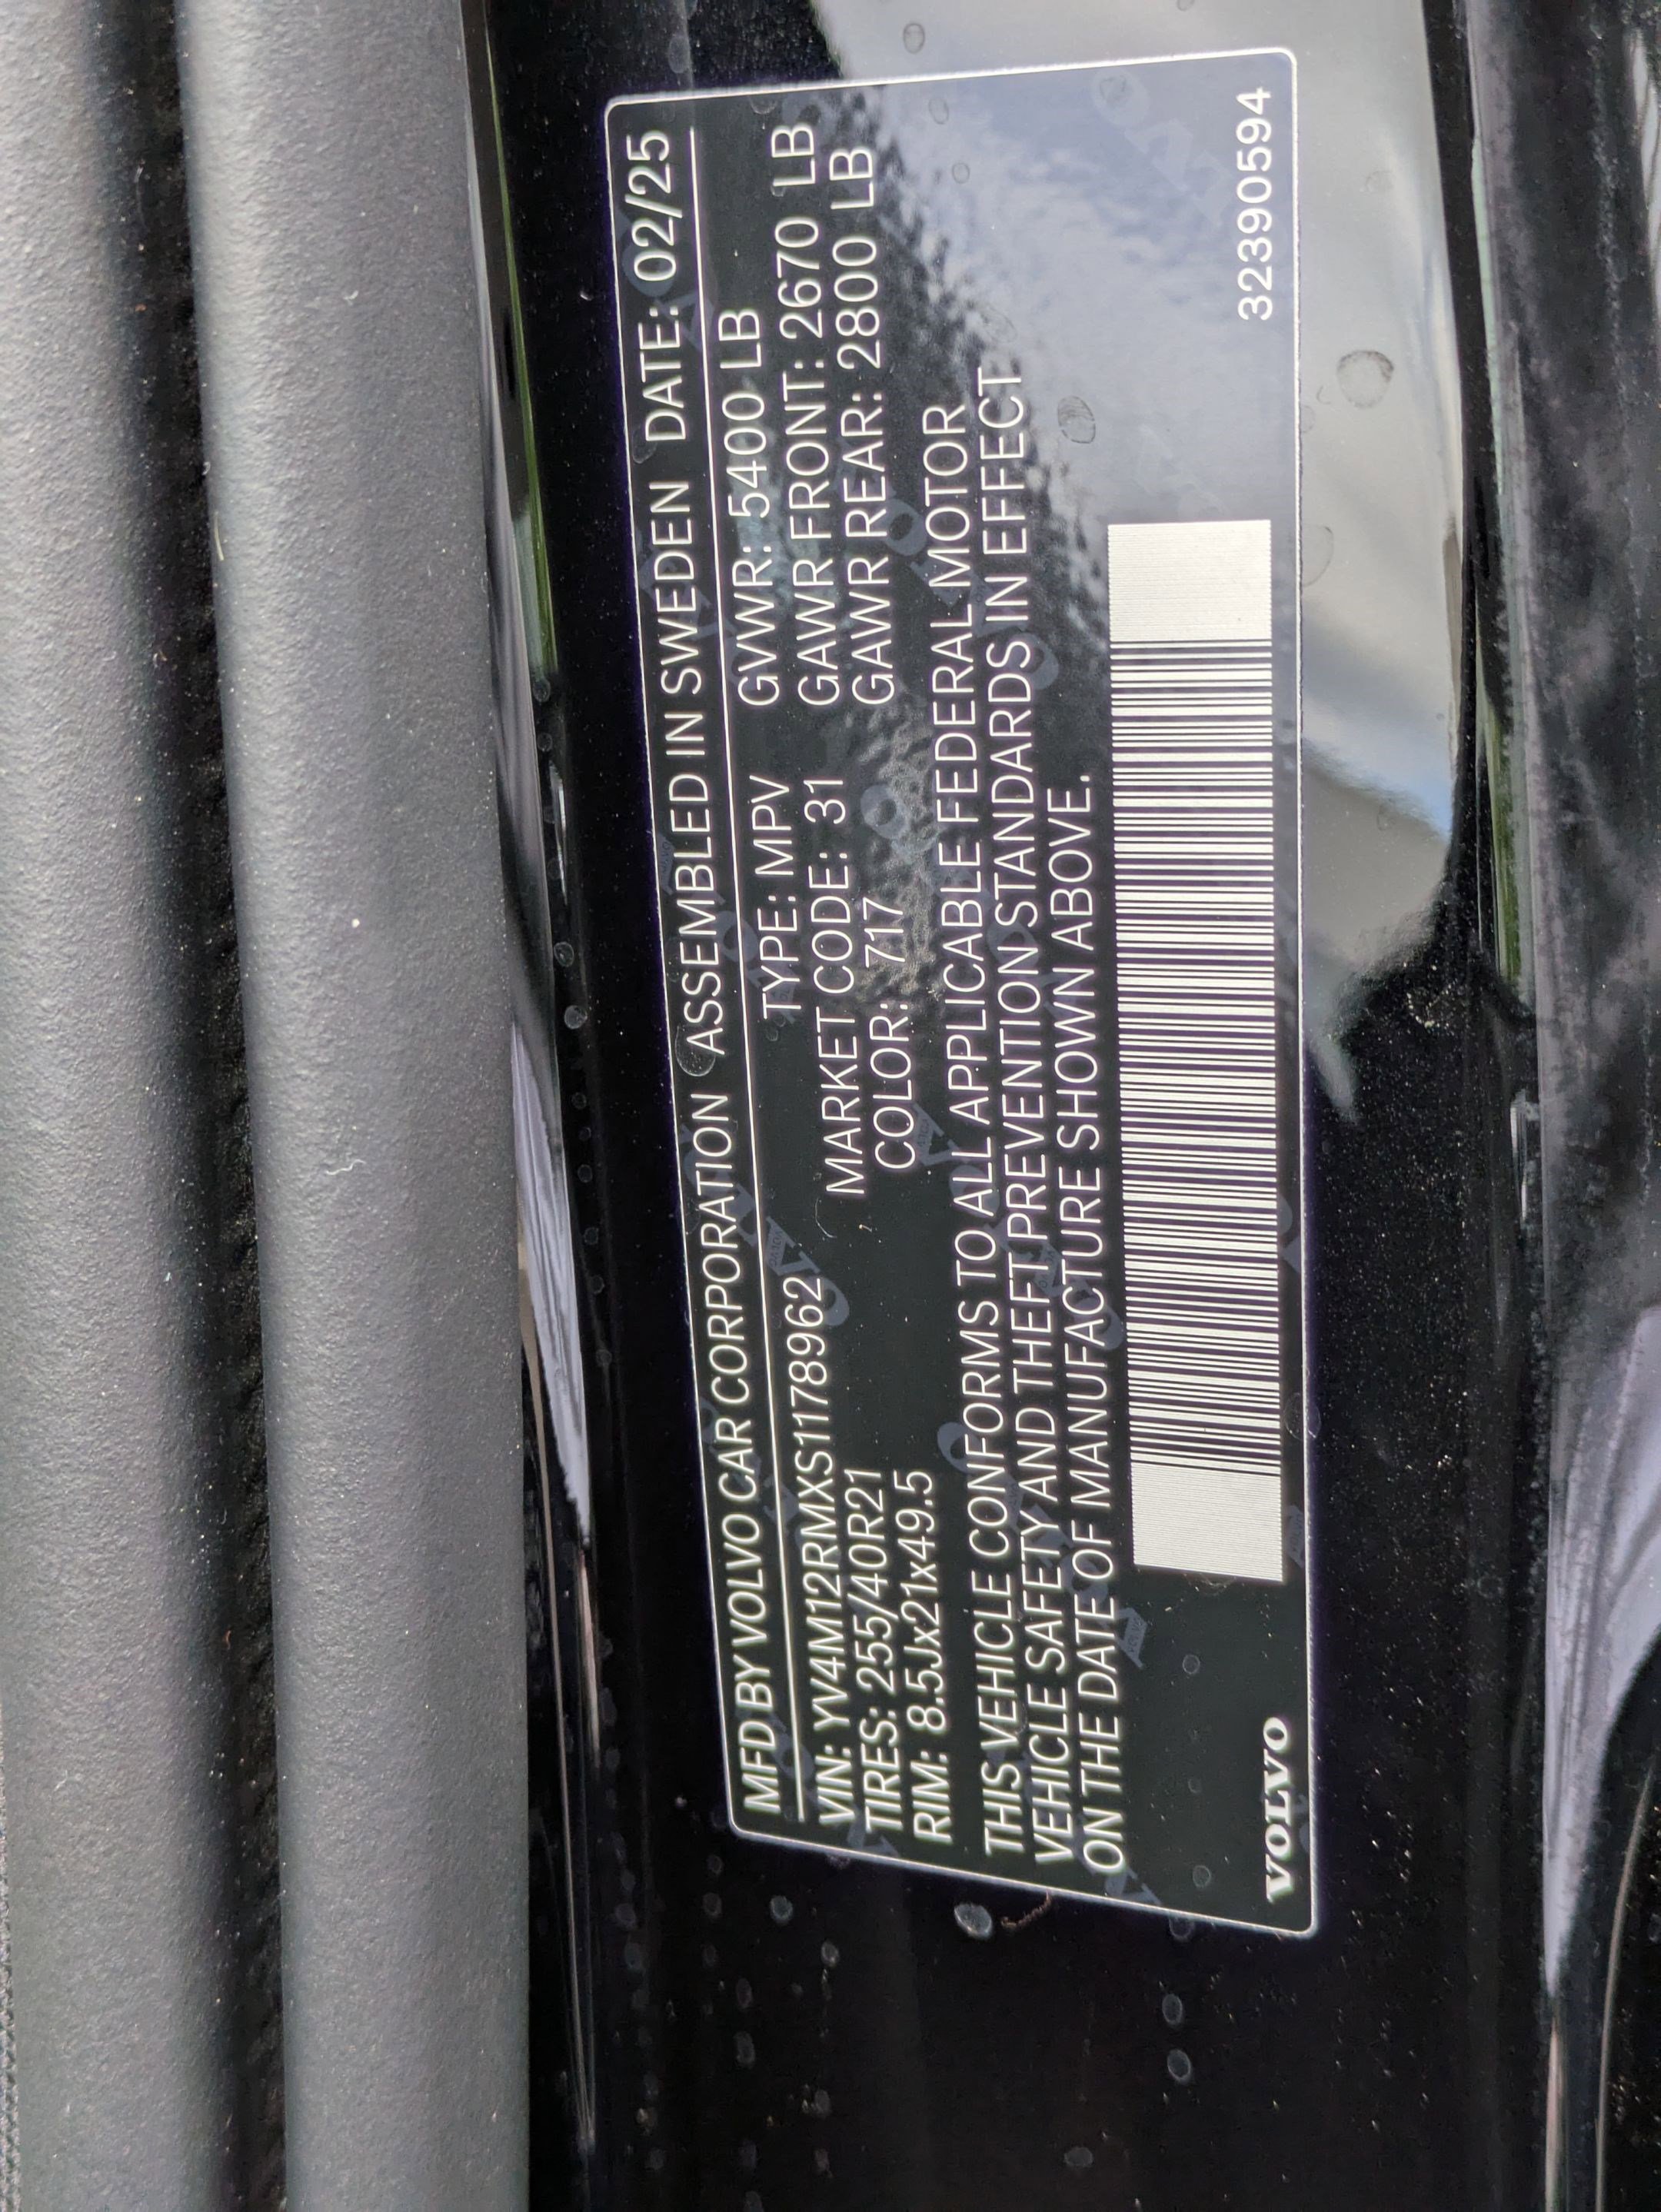 MFD BY VOLVO CAR CORPORATION ASSEMBLED IN SWEDEN DATE: 02/25
VIN: YV4M12RMXS1178962 TYPE: MPV GVWR: 5400 LB
TIRES: 255/40R21 MARKET CODE: 31 GAWR FRONT: 2670 LB
RIM: 8.5Jx21x49.5 COLOR: 717 GAWR REAR: 2800 LB
THIS VEHICLE CONFORMS TO ALL APPLICABLE FEDERAL MOTOR
VEHICLE SAFETY AND THEFT PREVENTION STANDARDS IN EFFECT
ON THE DATE OF MANUFACTURE SHOWN ABOVE.
VOLVO 32390594